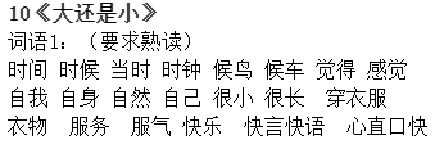 10《大还是小》
词语1：（要求熟读）
时间 时候 当时 时钟 候鸟 候车 觉得 感觉
自我 自身 自然 自己 很小 很长 穿衣服
衣物 服务 服气 快乐 快言快语 心直口快